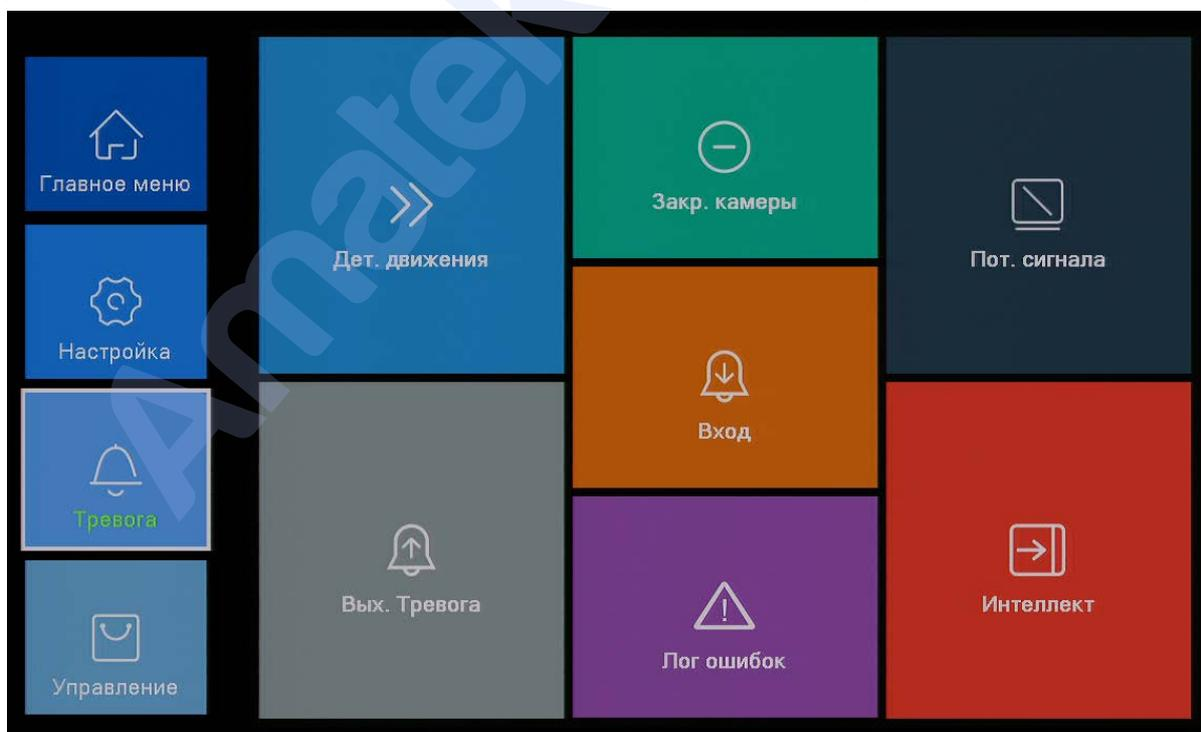 Главное меню
Настройка
Тревога
Управление
Дет. движения
Закр. камеры
Пот. сигнала
Вход
Вых. Тревога
Лог ошибок
Интеллект
Amatek